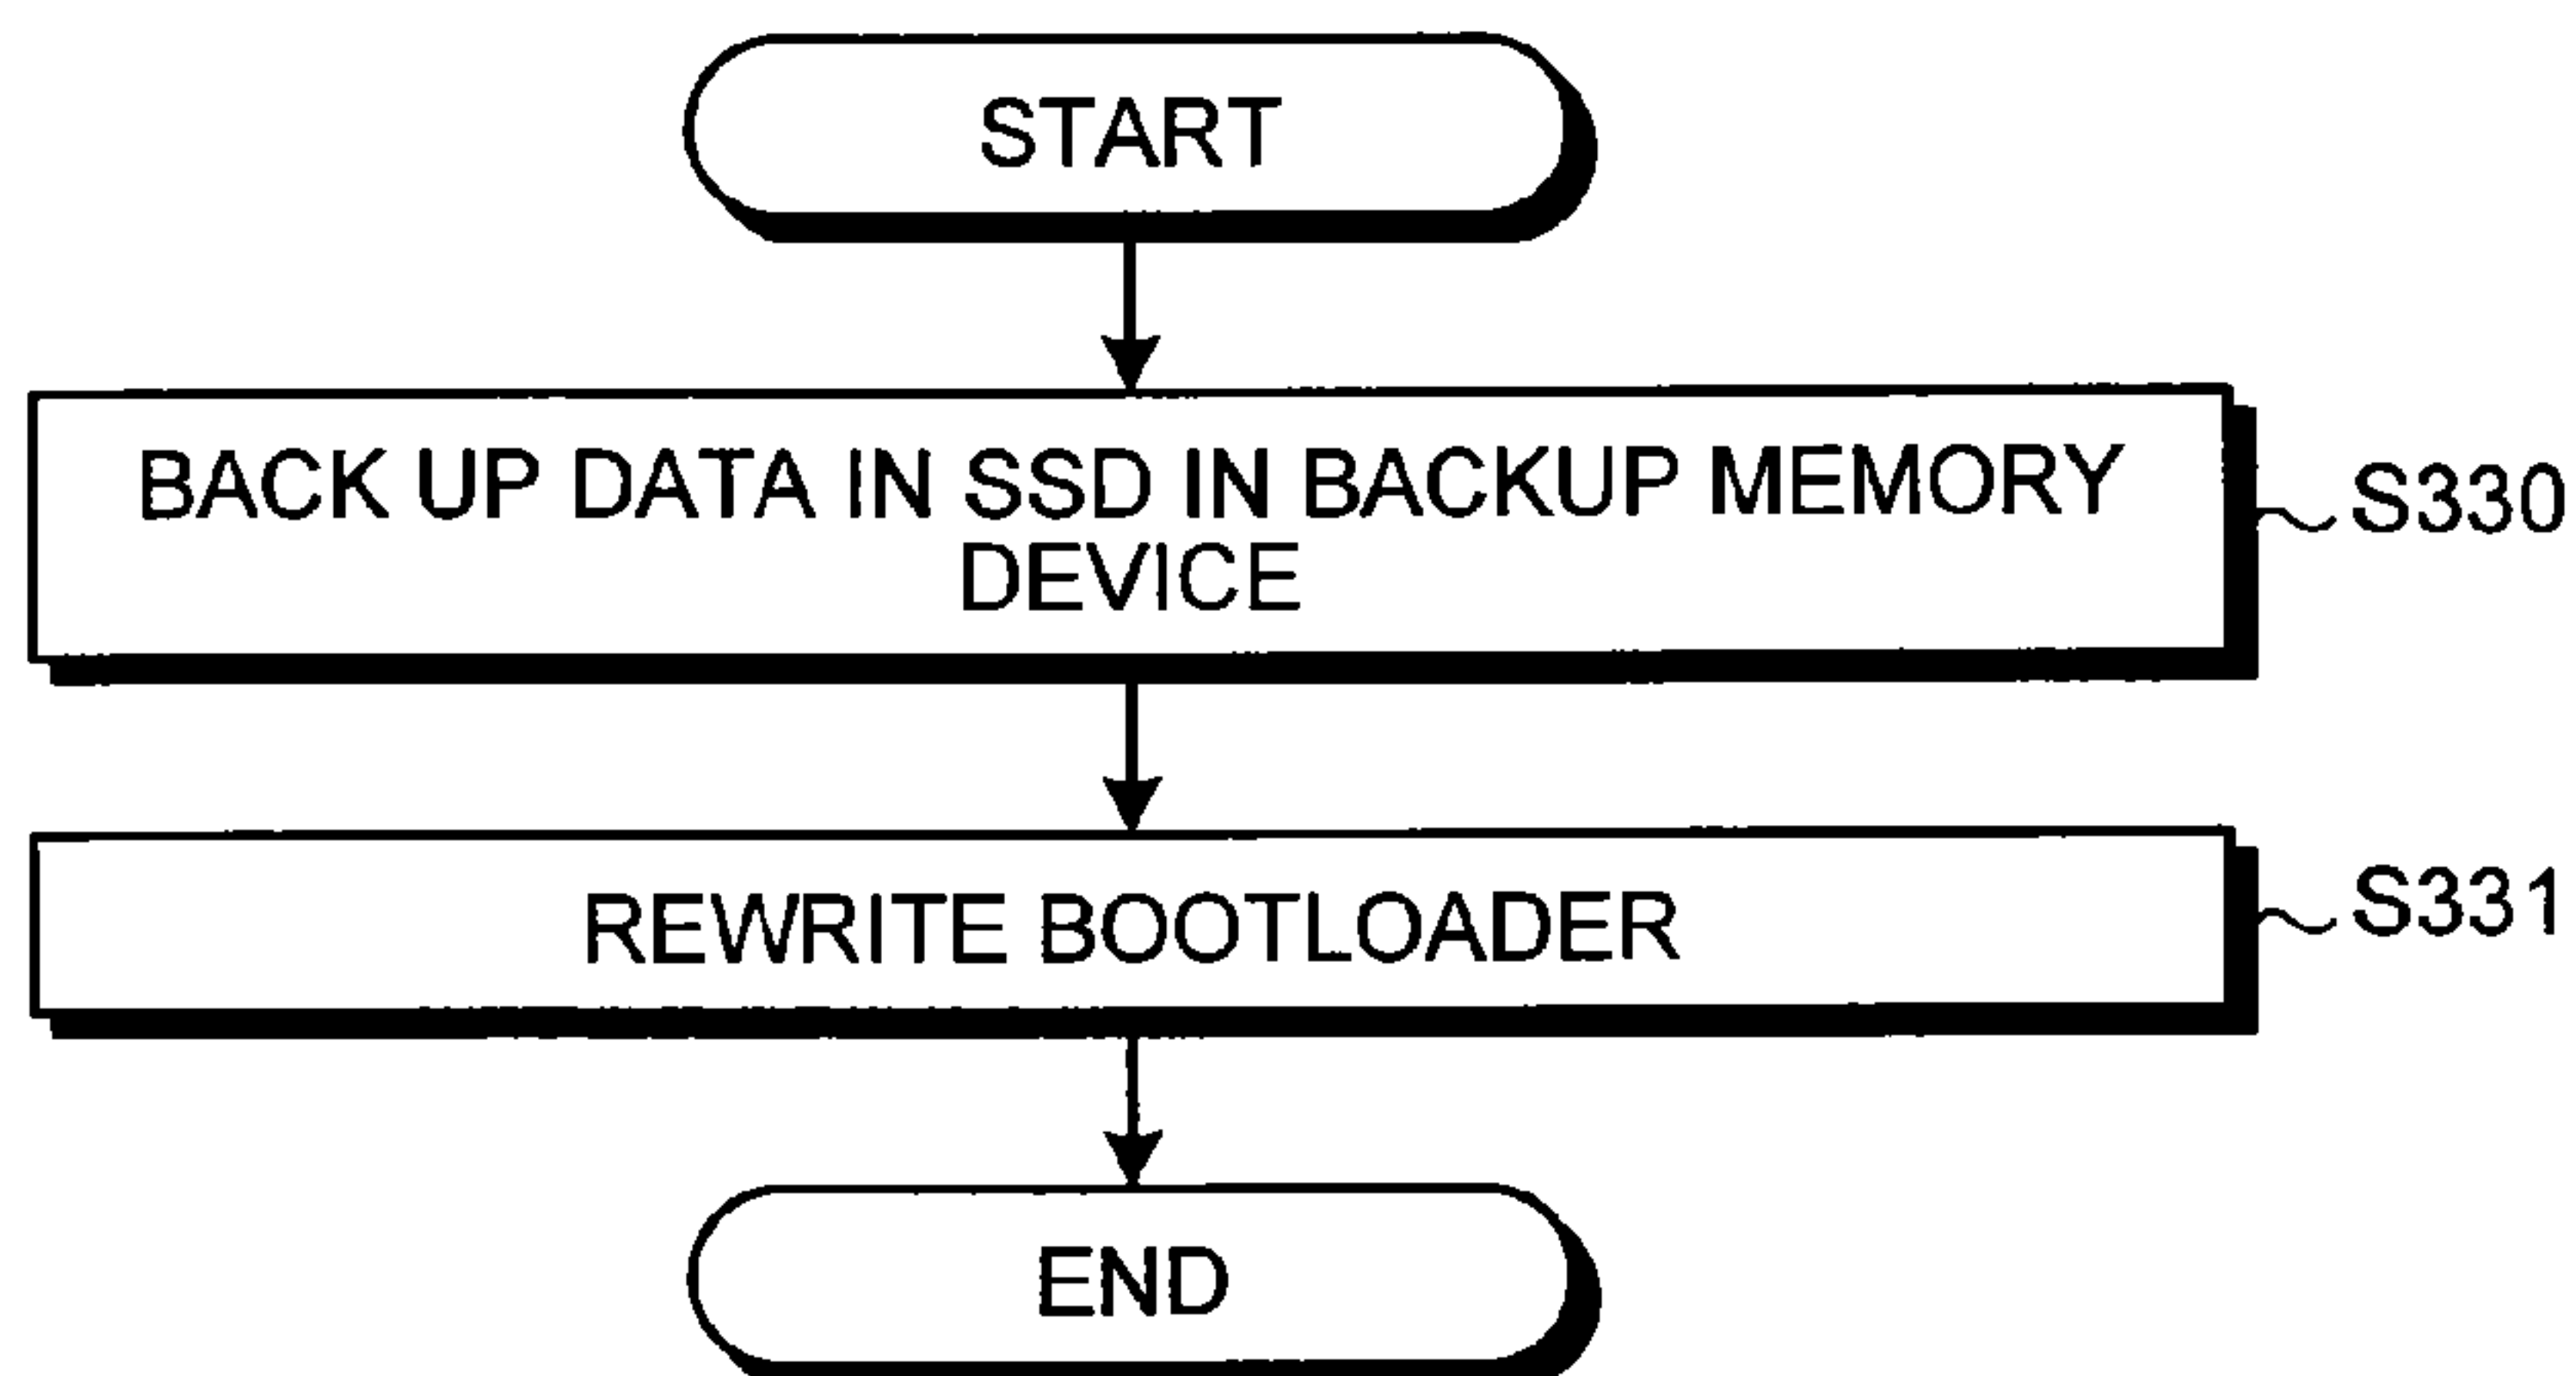 START
BACK UP DATA IN SSD IN BACKUP MEMORY
DEVICE
S330
REWRITE BOOTLOADER
S331
END